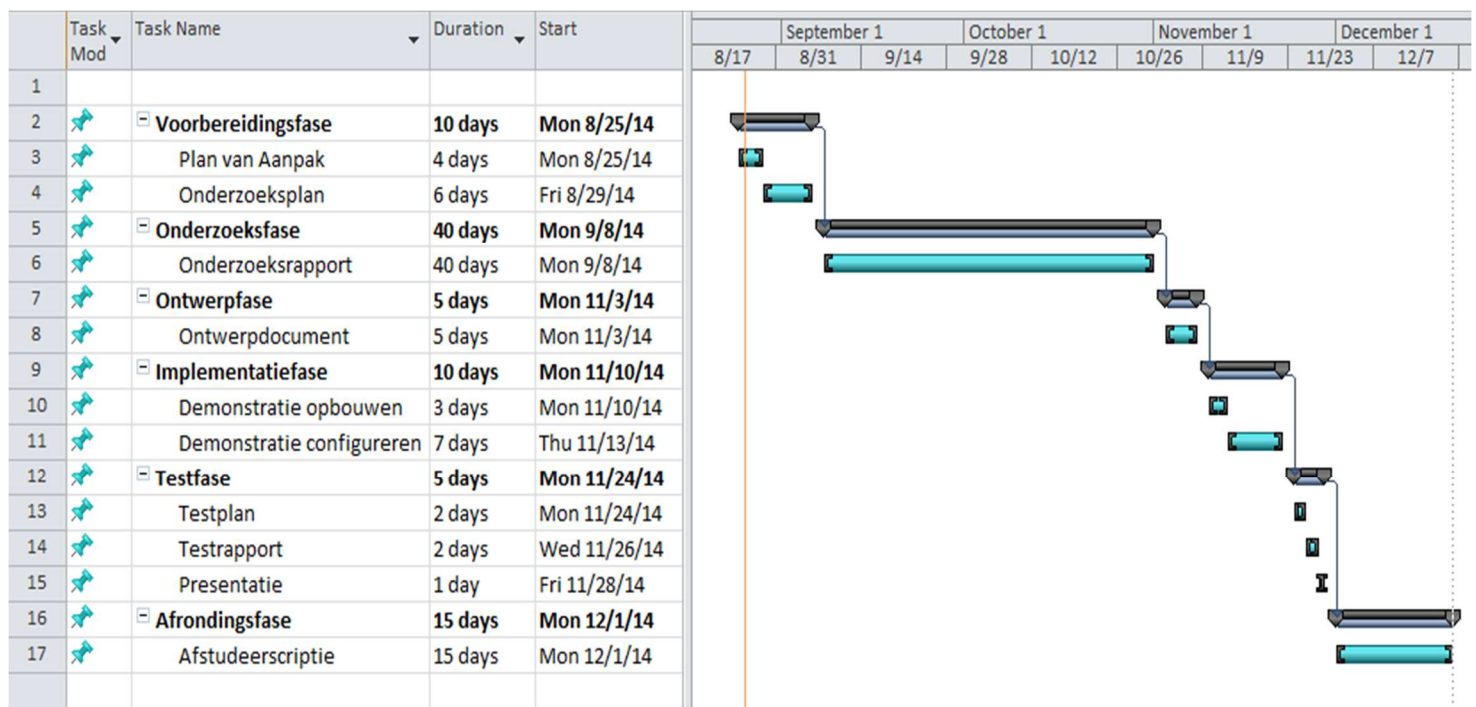 Task Mod Task Name Duration Start
September 1 October 1 November 1 December 1
8/17 8/31 9/14 9/28 10/12 10/26 11/9 11/23 12/7
1
2 Voorbereidingsfase 10 days Mon 8/25/14
3 Plan van Aanpak 4 days Mon 8/25/14
4 Onderzoeksplan 6 days Fri 8/29/14
5 Onderzoeksfase 40 days Mon 9/8/14
6 Onderzoeksrapport 40 days Mon 9/8/14
7 Ontwerpfase 5 days Mon 11/3/14
8 Ontwerpdocument 5 days Mon 11/3/14
9 Implementatiefase 10 days Mon 11/10/14
10 Demonstratie opbouwen 3 days Mon 11/10/14
11 Demonstratie configureren 7 days Thu 11/13/14
12 Testfase 5 days Mon 11/24/14
13 Testplan 2 days Mon 11/24/14
14 Testrapport 2 days Wed 11/26/14
15 Presentatie 1 day Fri 11/28/14
16 Afrondingsfase 15 days Mon 12/1/14
17 Afstudeerscriptie 15 days Mon 12/1/14